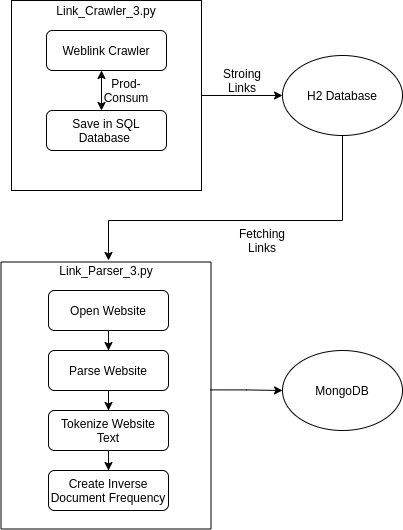 Link_Crawler_3.py
Weblink Crawler
Prod-
Consum
Save in SQL
Database
Stroing
Links
H2 Database
Fetching
Links
Link_Parser_3.py
Open Website
Parse Website
Tokenize Website
Text
Create Inverse
Document Frequency
MongoDB